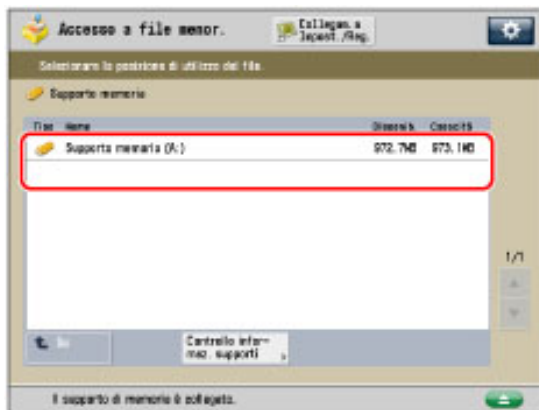 Accesso a file memor.
Collegam. a
Impost./Reg.
Selezionare la posizione di utilizzo del file.
Supporto memoria
Tipo Nome Disponib. Capacità
Supporto memoria (A:) 972.7MB 973.1MB
1/1
Controllo infor-
maz. supporti
Il supporto di memoria è collegato.